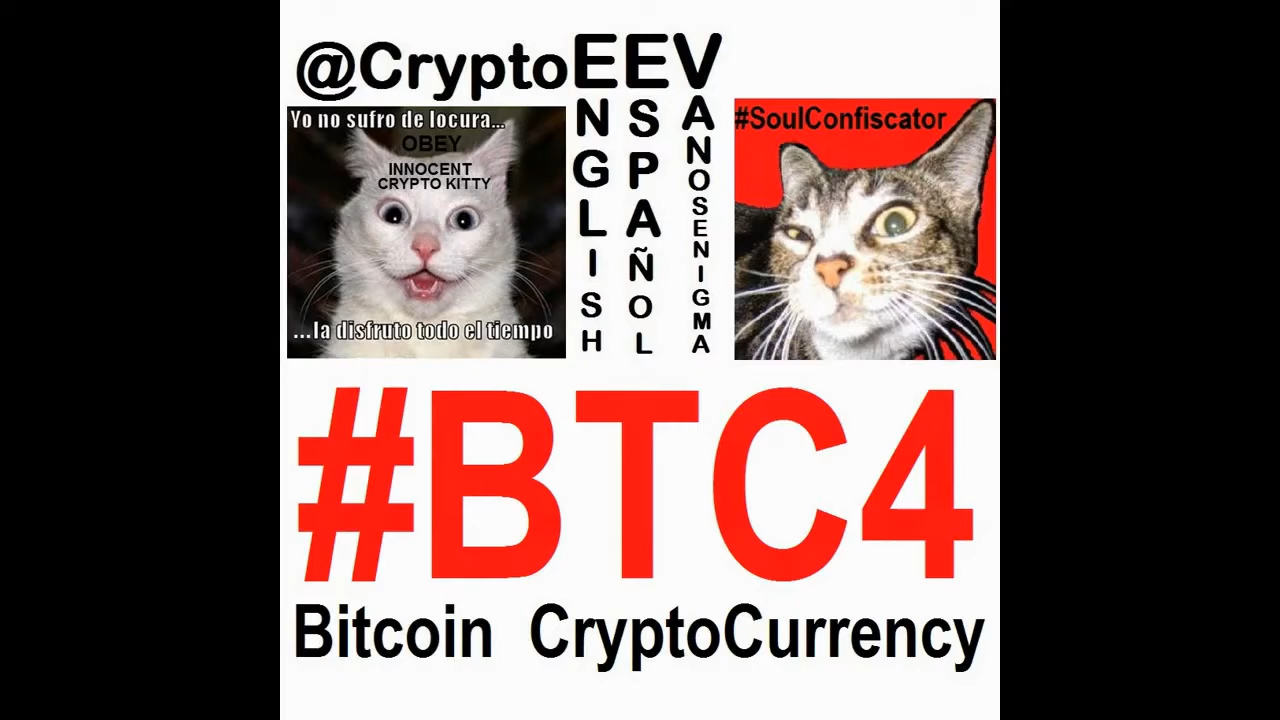 @CryptoEEV
ENGLISH
ESPAÑOL
VANOSENIGMA
Yo no sufro de locura...
OBEY
INNOCENT
CRYPTO KITTY
...la disfruto todo el tiempo
#SoulConfiscator
#BTC4
Bitcoin CryptoCurrency